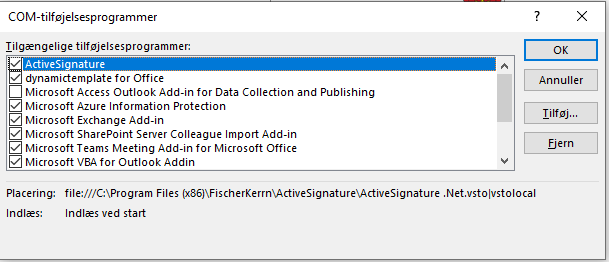 COM-tilføjelsesprogrammer
Tilgængelige tilføjelsesprogrammer:
ActiveSignature
dynamictemplate for Office
Microsoft Access Outlook Add-in for Data Collection and Publishing
Microsoft Azure Information Protection
Microsoft Exchange Add-in
Microsoft SharePoint Server Colleague Import Add-in
Microsoft Teams Meeting Add-in for Microsoft Office
Microsoft VBA for Outlook Addin
OK
Annuller
Tilføj...
Fjern
Placering: file:///C:\Program Files (x86)\FischerKerrn\ActiveSignature\ActiveSignature .Net.vsto|vstolocal
Indlæs: Indlæs ved start